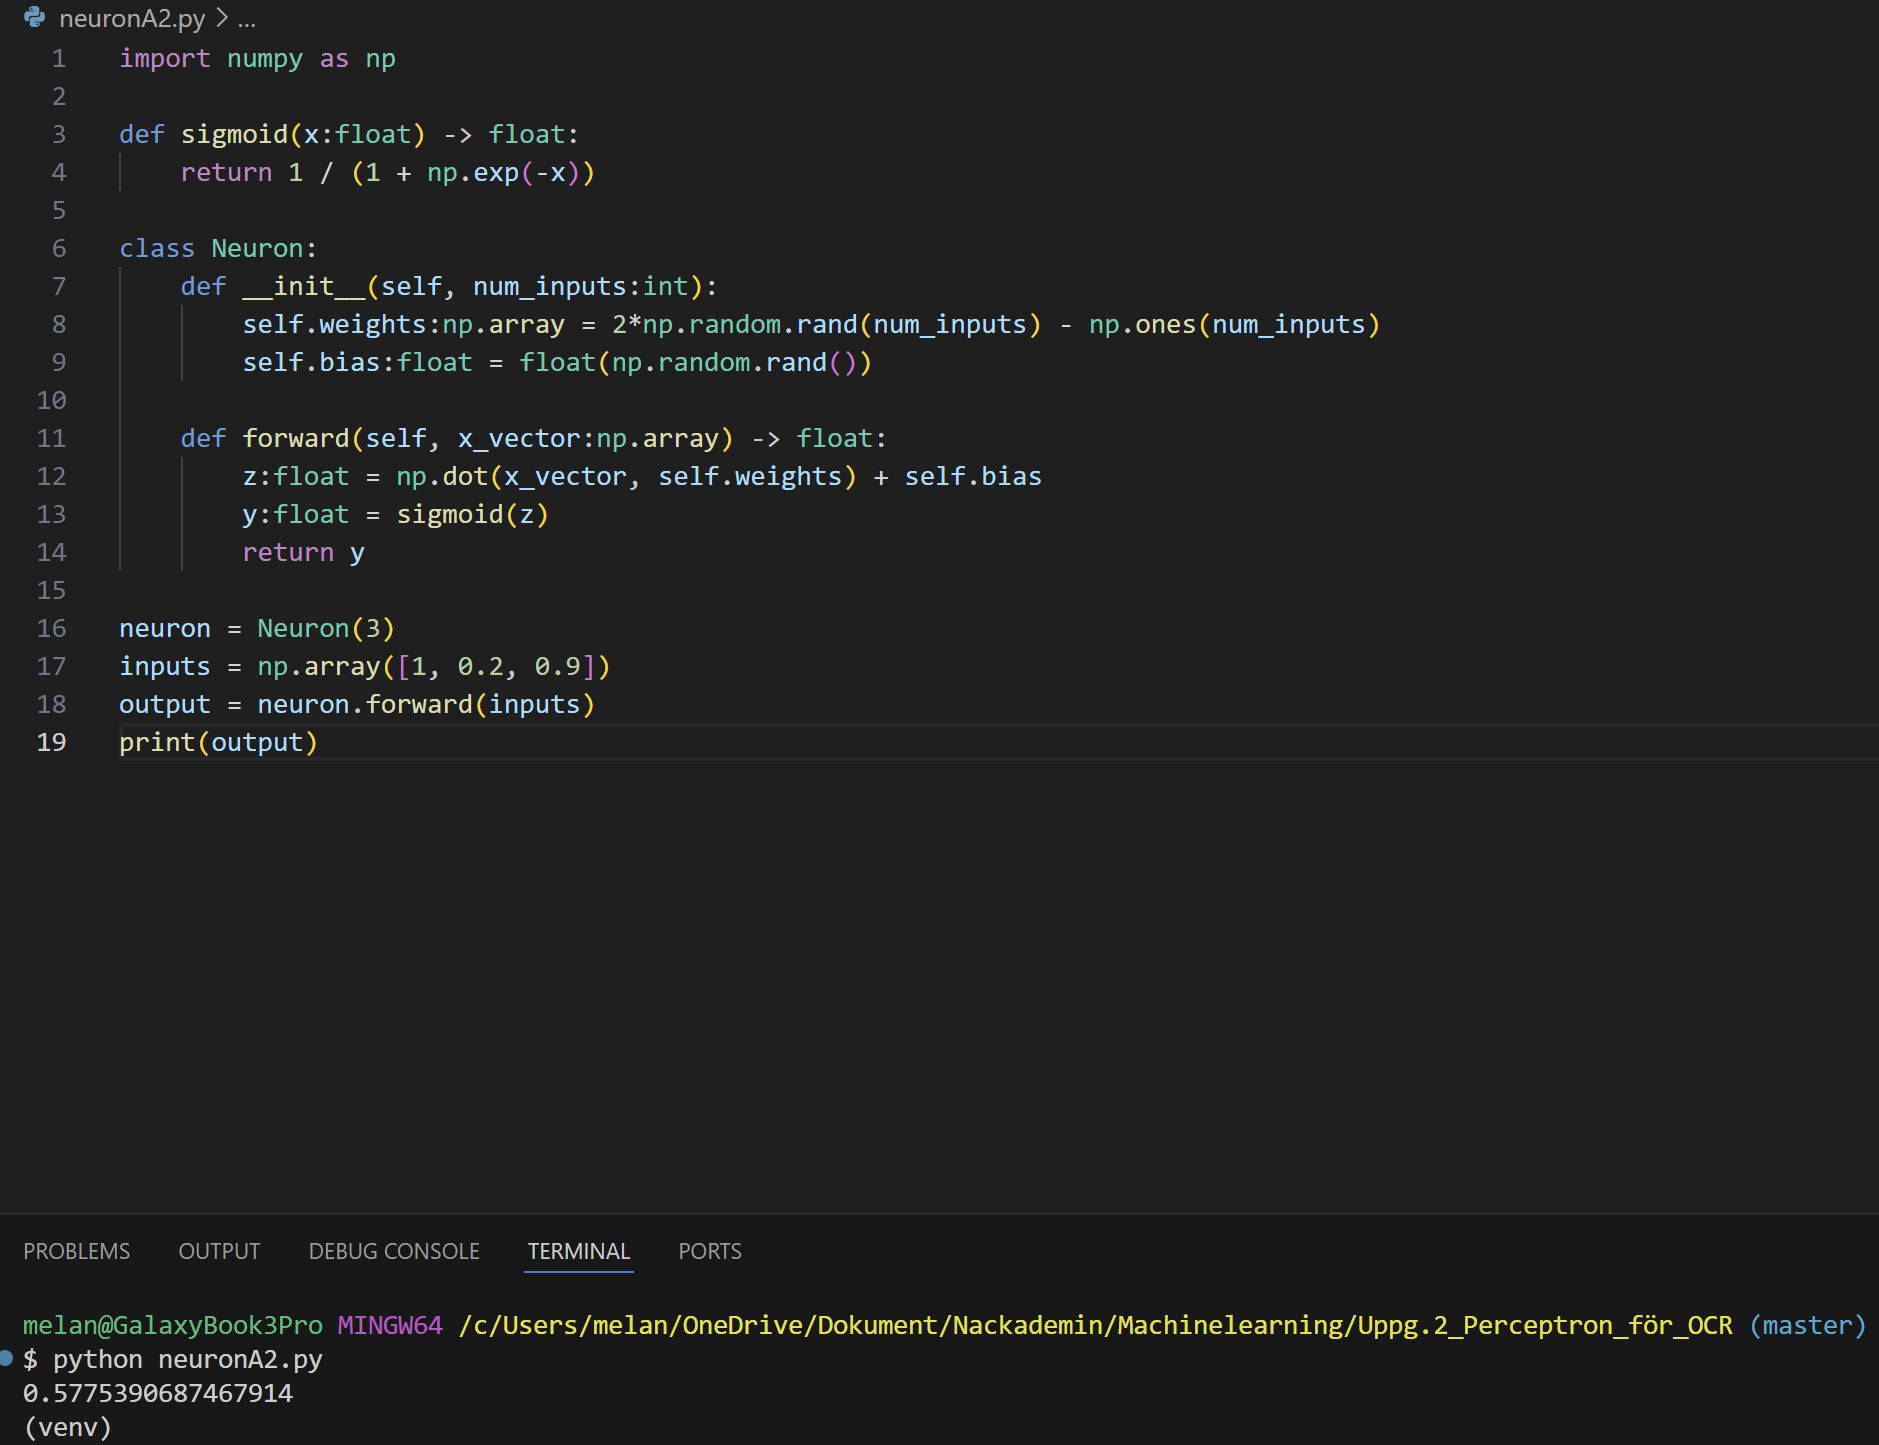 neuronA2.py > ...
1 import numpy as np
2
3 def sigmoid(x:float) -> float:
4     return 1 / (1 + np.exp(-x))
5
6 class Neuron:
7     def __init__(self, num_inputs:int):
8         self.weights:np.array = 2*np.random.rand(num_inputs) - np.ones(num_inputs)
9         self.bias:float = float(np.random.rand())
10
11     def forward(self, x_vector:np.array) -> float:
12         z:float = np.dot(x_vector, self.weights) + self.bias
13         y:float = sigmoid(z)
14         return y
15
16 neuron = Neuron(3)
17 inputs = np.array([1, 0.2, 0.9])
18 output = neuron.forward(inputs)
19 print(output)
PROBLEMS OUTPUT DEBUG CONSOLE TERMINAL PORTS
melan@GalaxyBook3Pro MINGW64 /c/Users/melan/OneDrive/Dokument/Nackademin/Machinelearning/Uppg.2_Perceptron_för_OCR (master)
$ python neuronA2.py
0.5775390687467914
(venv)